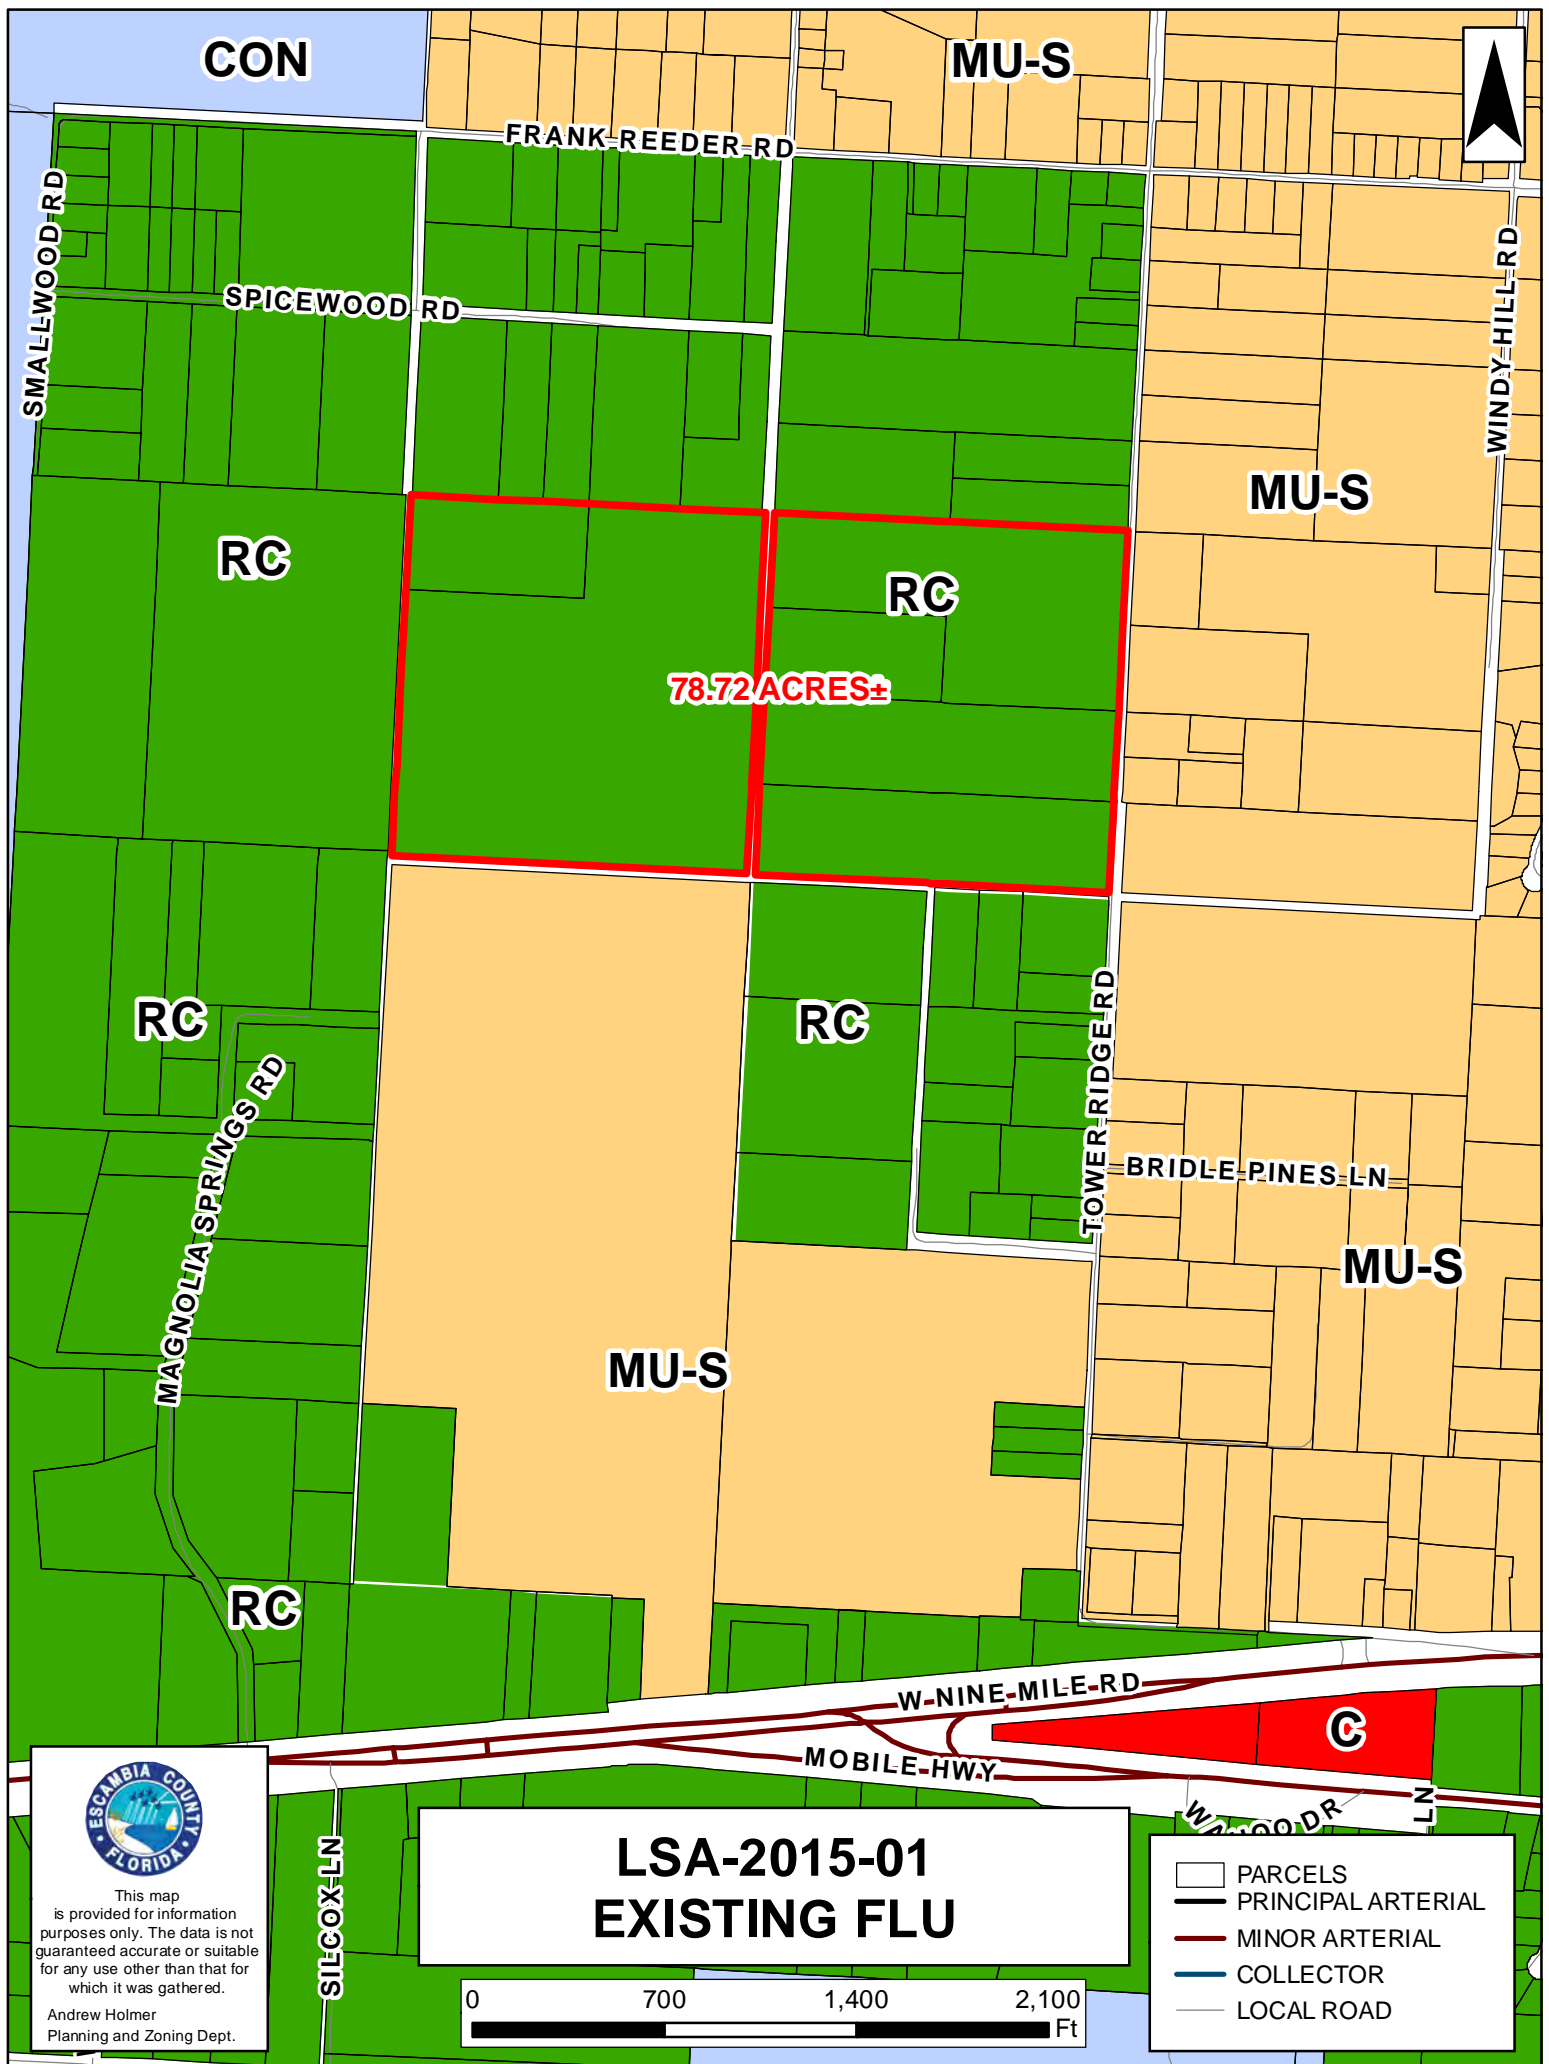 CON
MU-S
FRANK REEDER RD
SMALLWOOD RD
SPICEWOOD RD
WINDY HILL RD
MU-S
RC
RC
78.72 ACRES±
RC
RC
TOWER RIDGE RD
MAGNOLIA SPRINGS RD
BRIDLE PINES LN
MU-S
MU-S
RC
W NINE MILE RD
C
MOBILE HWY
LN
DR
SILCOX LN
ESCAMBIA COUNTY
FLORIDA
This map
is provided for information
purposes only. The data is not
guaranteed accurate or suitable
for any use other than that for
which it was gathered.
Andrew Holmer
Planning and Zoning Dept.
LSA-2015-01
EXISTING FLU
0 700 1,400 2,100
Ft
PARCELS
PRINCIPAL ARTERIAL
MINOR ARTERIAL
COLLECTOR
LOCAL ROAD